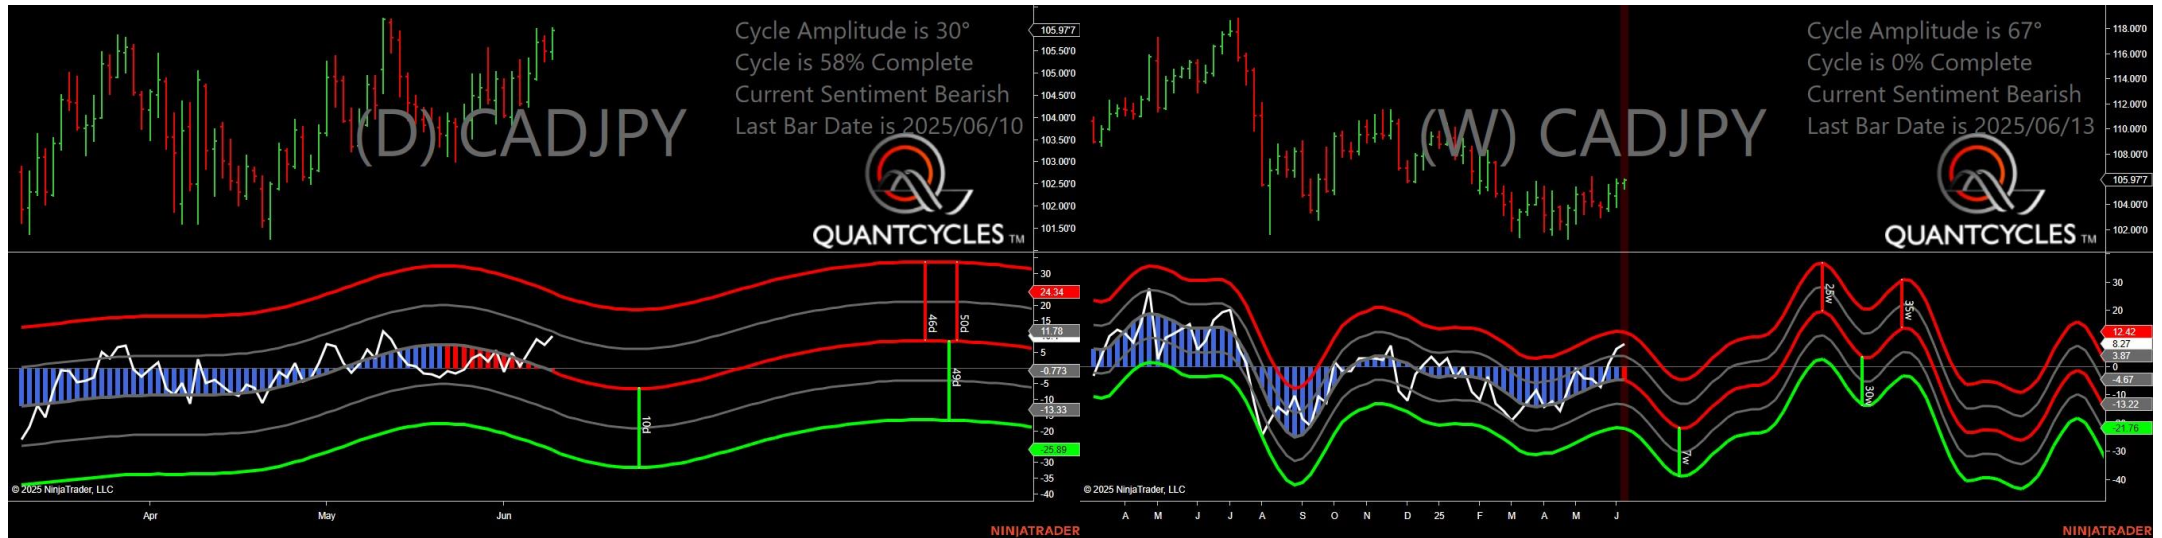 Cycle Amplitude is 30°
Cycle is 58% Complete
Current Sentiment Bearish
Last Bar Date is 2025/06/10
(D) CADJPY
QUANTCYCLES TM
105.97'7
105.50'0
105.00'0
104.50'0
104.00'0
103.50'0
103.00'0
102.50'0
102.00'0
101.50'0
30
24.34
20
15
11.78
5
-0.773
-5
-10
-13.33
-20
-25.89
-30
-35
-40
46d
50d
49d
10d
© 2025 NinjaTrader, LLC
Apr
May
Jun
NINJATRADER
Cycle Amplitude is 67°
Cycle is 0% Complete
Current Sentiment Bearish
Last Bar Date is 2025/06/13
(W) CADJPY
QUANTCYCLES TM
118.00'0
116.00'0
114.00'0
112.00'0
110.00'0
108.00'0
105.97'7
104.00'0
102.00'0
30
20
12.42
8.27
3.87
0
-4.67
-10
-13.22
-21.76
-30
-40
25w
35w
30w
7w
© 2025 NinjaTrader, LLC
A
M
J
J
A
S
O
N
D
25
F
M
A
M
J
NINJATRADER